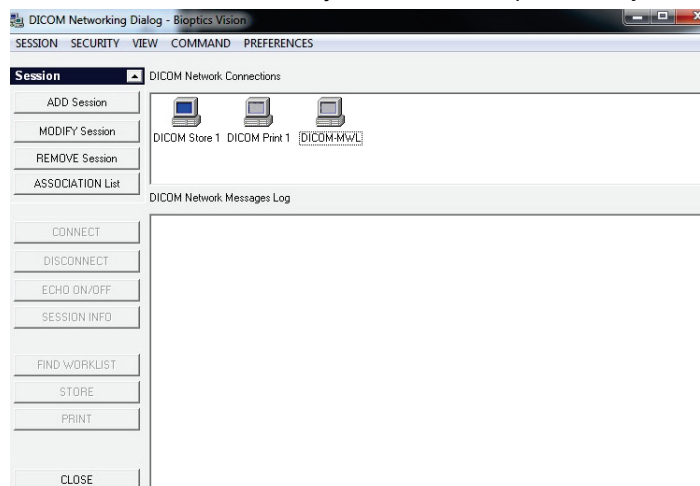 DICOM Networking Dialog - Bioptics Vision
SESSION SECURITY VIEW COMMAND PREFERENCES
Session
DICOM Network Connections
ADD Session
MODIFY Session
REMOVE Session
ASSOCIATION List
DICOM Store 1 DICOM Print 1 DICOM-MWL
DICOM Network Messages Log
CONNECT
DISCONNECT
ECHO ON/OFF
SESSION INFO
FIND WORKLIST
STORE
PRINT
CLOSE